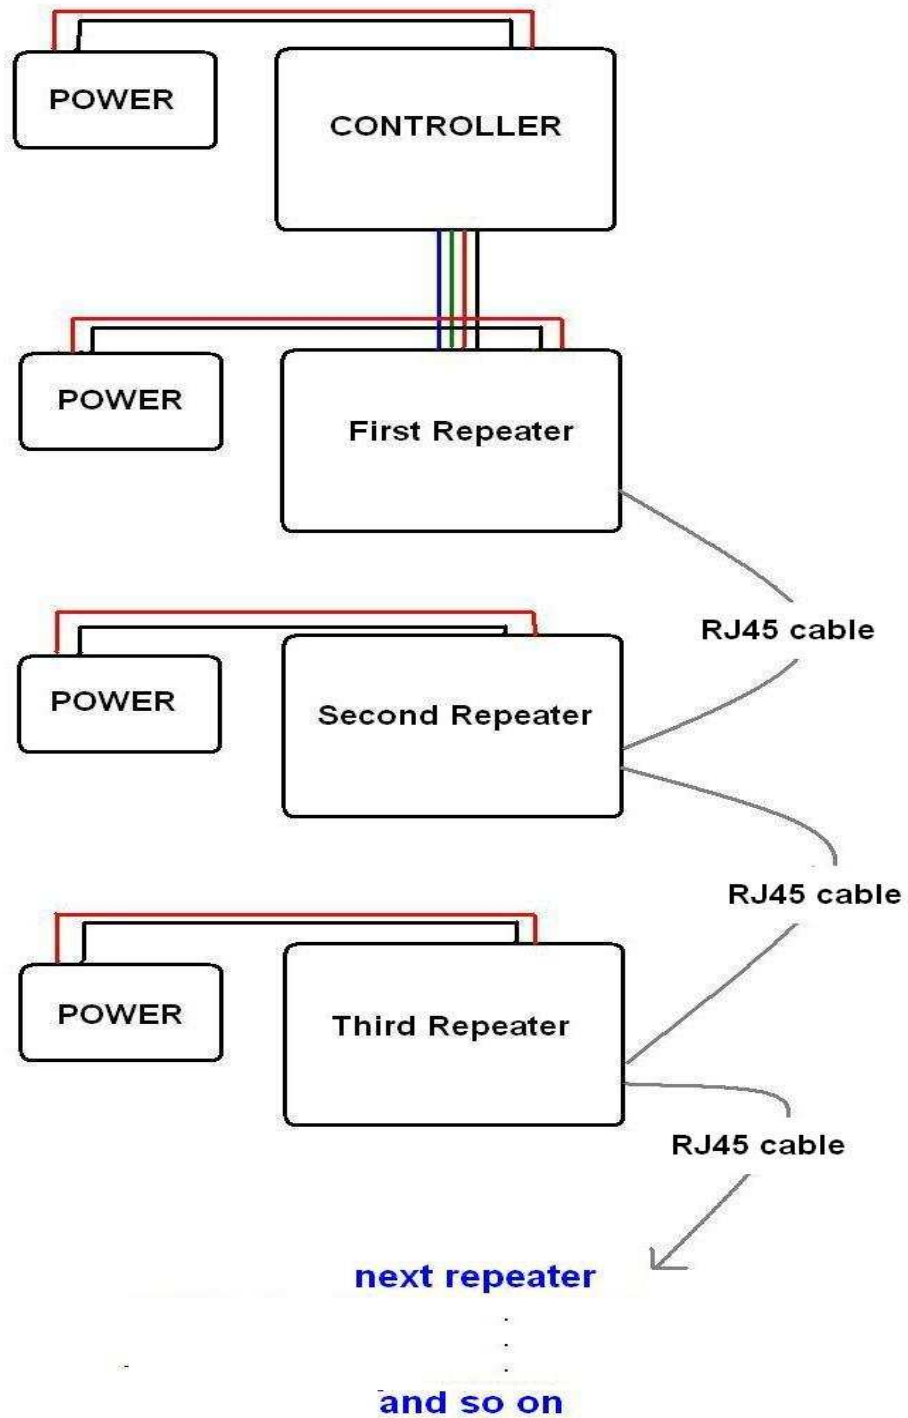 POWER
CONTROLLER
POWER
First Repeater
RJ45 cable
POWER
Second Repeater
RJ45 cable
POWER
Third Repeater
RJ45 cable
next repeater
.
.
.
and so on